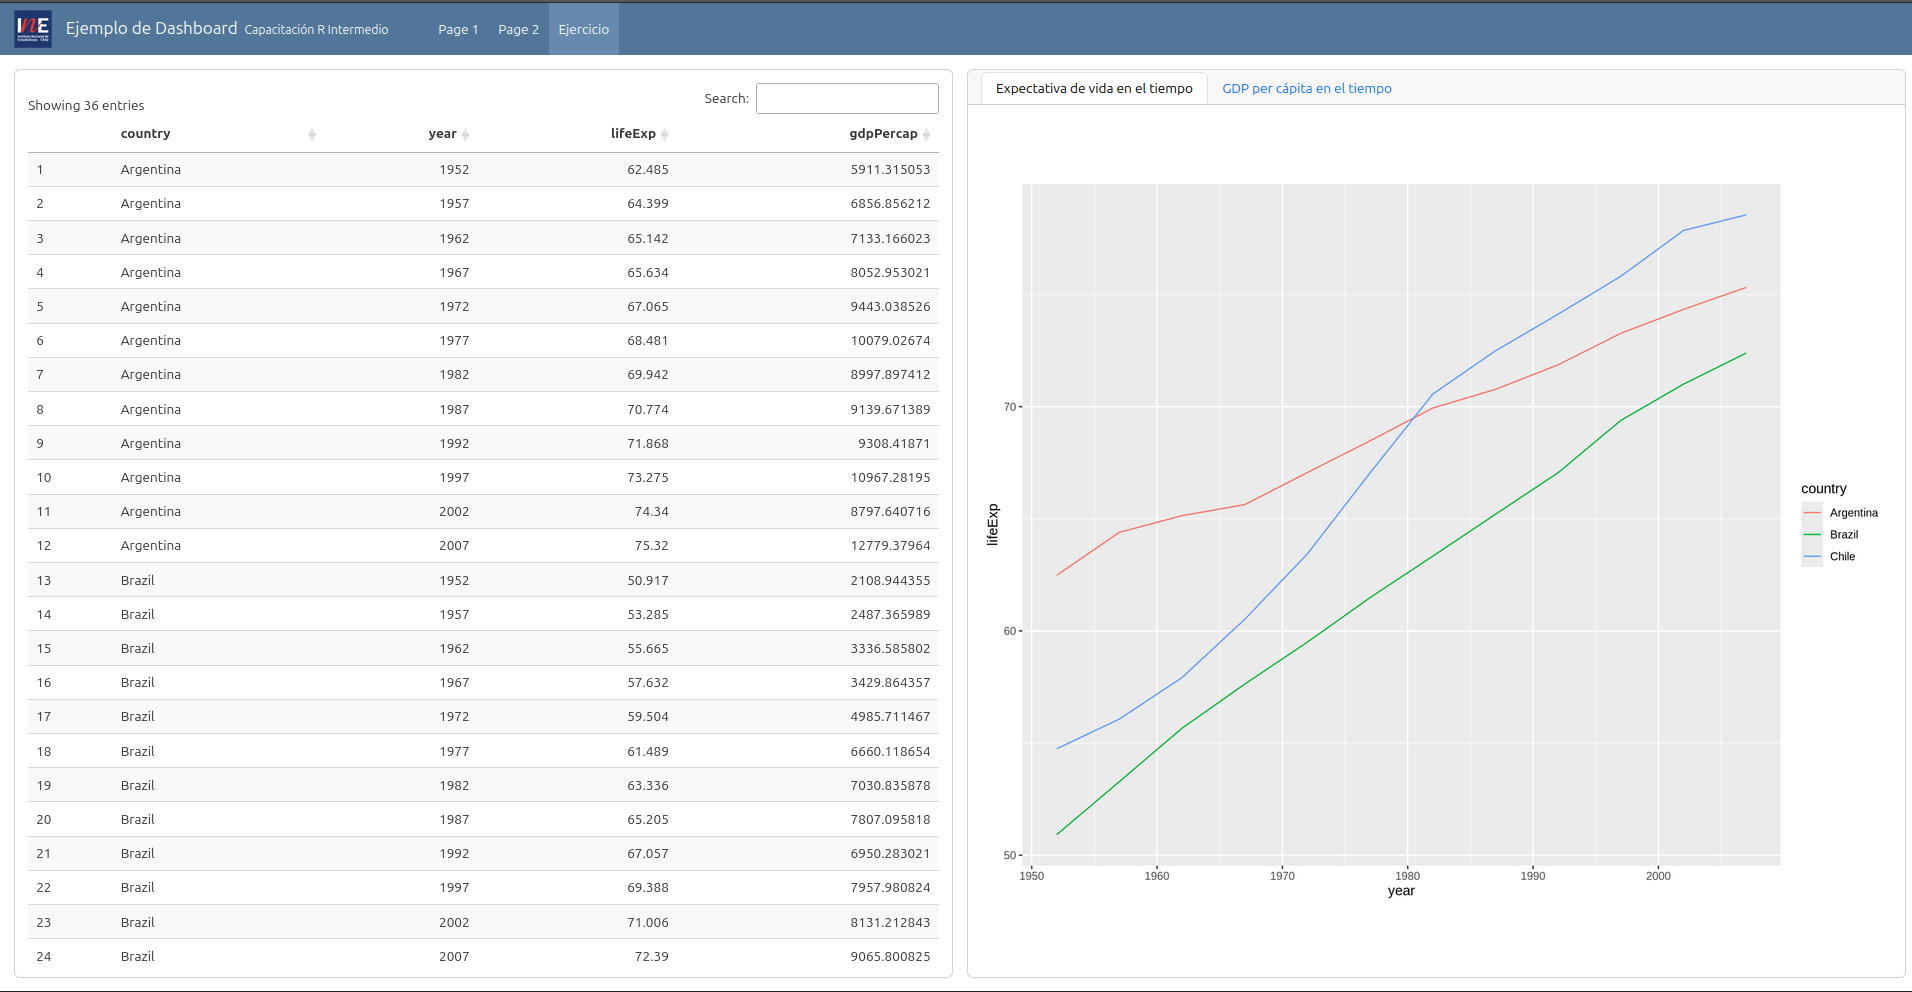 INE
Ejemplo de Dashboard Capacitación R Intermedio Page 1 Page 2 Ejercicio
Showing 36 entries
Search:
country year lifeExp gdpPercap
1 Argentina 1952 62.485 5911.315053
2 Argentina 1957 64.399 6856.856212
3 Argentina 1962 65.142 7133.166023
4 Argentina 1967 65.634 8052.953021
5 Argentina 1972 67.065 9443.038526
6 Argentina 1977 68.481 10079.02674
7 Argentina 1982 69.942 8997.897412
8 Argentina 1987 70.774 9139.671389
9 Argentina 1992 71.868 9308.41871
10 Argentina 1997 73.275 10967.28195
11 Argentina 2002 74.34 8797.640716
12 Argentina 2007 75.32 12779.37964
13 Brazil 1952 50.917 2108.944355
14 Brazil 1957 53.285 2487.365989
15 Brazil 1962 55.665 3336.585802
16 Brazil 1967 57.632 3429.864357
17 Brazil 1972 59.504 4985.711467
18 Brazil 1977 61.489 6660.118654
19 Brazil 1982 63.336 7030.835878
20 Brazil 1987 65.205 7807.095818
21 Brazil 1992 67.057 6950.283021
22 Brazil 1997 69.388 7957.980824
23 Brazil 2002 71.006 8131.212843
24 Brazil 2007 72.39 9065.800825
Expectativa de vida en el tiempo GDP per cápita en el tiempo
70
60
50
lifeExp
1950 1960 1970 1980 1990 2000
year
country
Argentina
Brazil
Chile